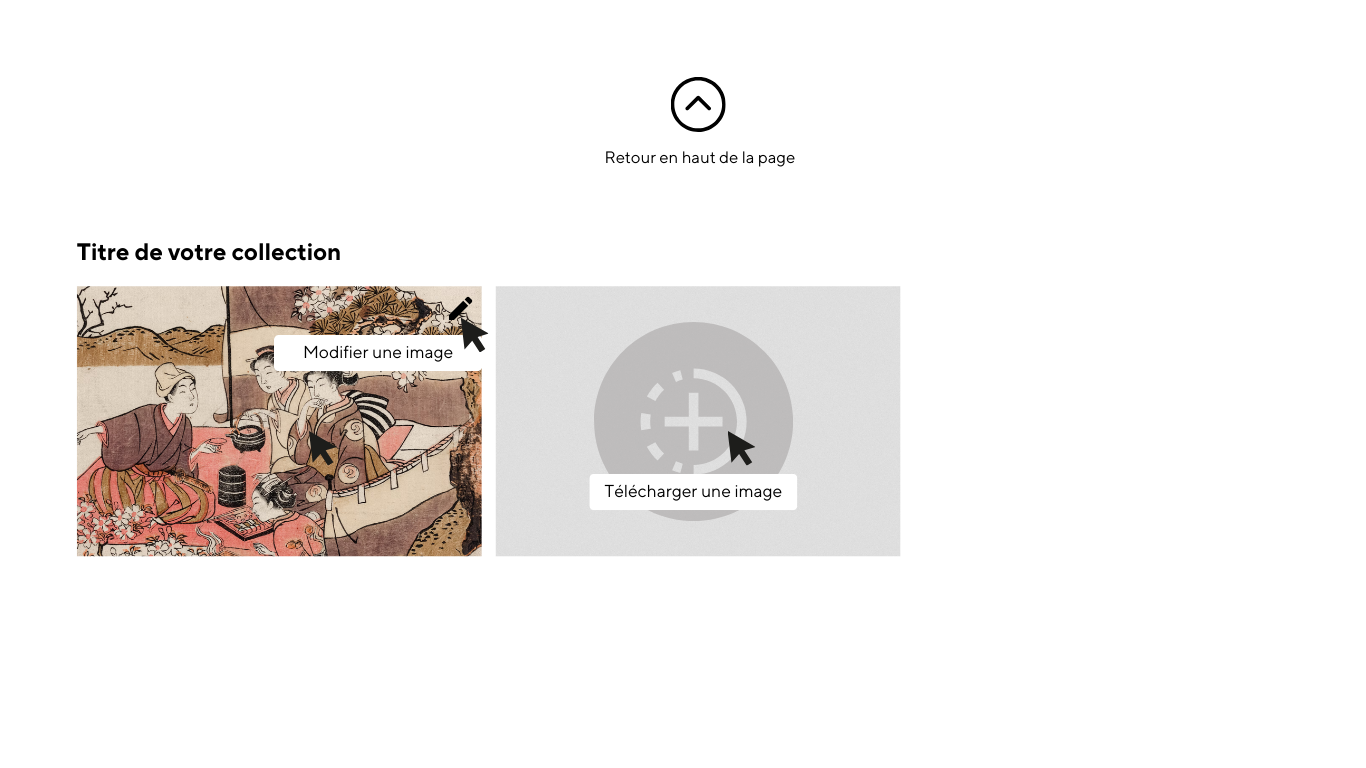 Retour en haut de la page
Titre de votre collection
Modifier une image
Télécharger une image